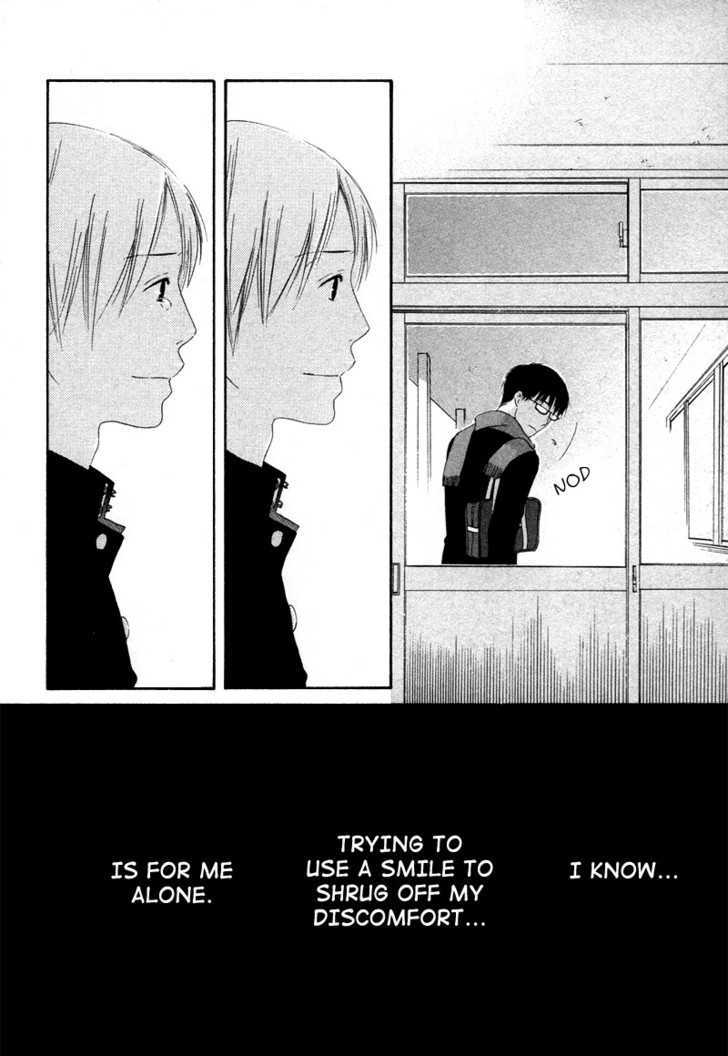 NOD
I KNOW...
TRYING TO
USE A SMILE TO
SHRUG OFF MY
DISCOMFORT...
IS FOR ME
ALONE.